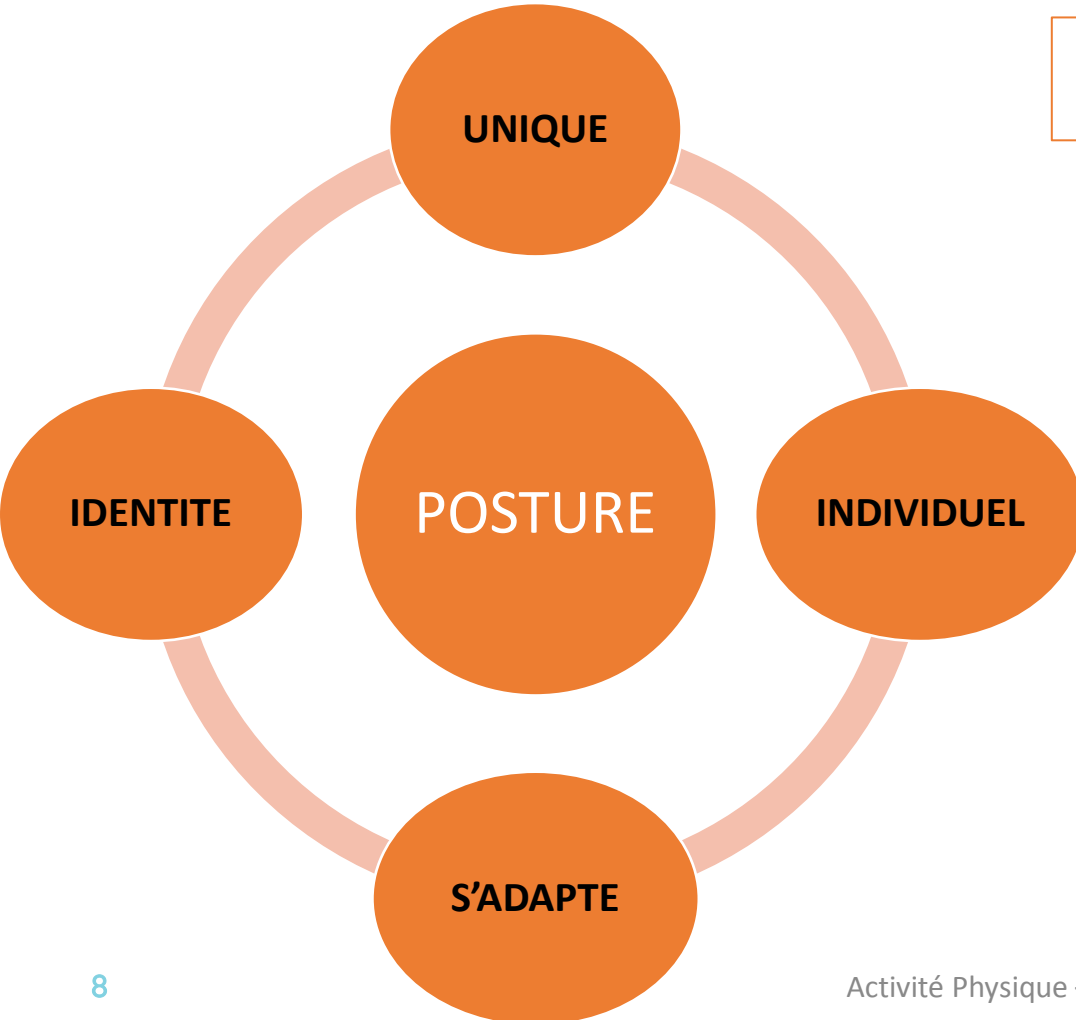 UNIQUE
IDENTITE
POSTURE
INDIVIDUEL
S’ADAPTE
8
Activité Physique -